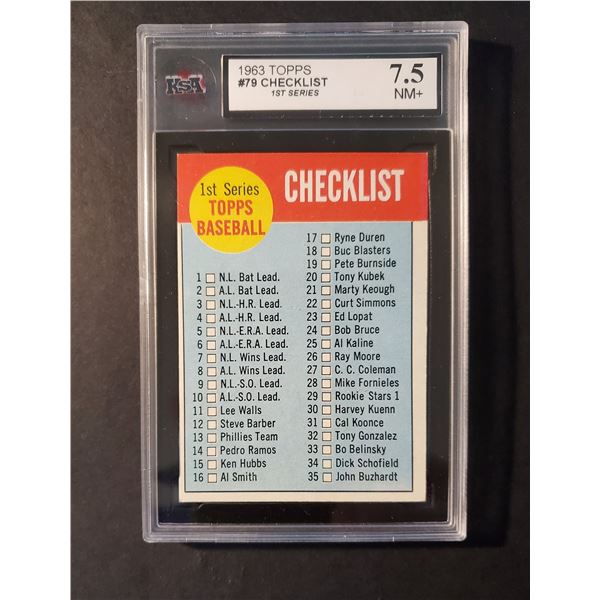 KSA
1963 TOPPS
#79 CHECKLIST
1ST SERIES
7.5
NM+
1st Series
TOPPS
BASEBALL
CHECKLIST
1 N.L. Bat Lead.
2 A.L. Bat Lead.
3 N.L.-H.R. Lead.
4 A.L.-H.R. Lead.
5 N.L.-E.R.A. Lead.
6 A.L.-E.R.A. Lead.
7 N.L. Wins Lead.
8 A.L. Wins Lead.
9 N.L.-S.O. Lead.
10 A.L.-S.O. Lead.
11 Lee Walls
12 Steve Barber
13 Phillies Team
14 Pedro Ramos
15 Ken Hubbs
16 Al Smith
17 Ryne Duren
18 Buc Blasters
19 Pete Burnside
20 Tony Kubek
21 Marty Keough
22 Curt Simmons
23 Ed Lopat
24 Bob Bruce
25 Al Kaline
26 Ray Moore
27 C. C. Coleman
28 Mike Fornieles
29 Rookie Stars 1
30 Harvey Kuenn
31 Cal Koonce
32 Tony Gonzalez
33 Bo Belinsky
34 Dick Schofield
35 John Buzhardt